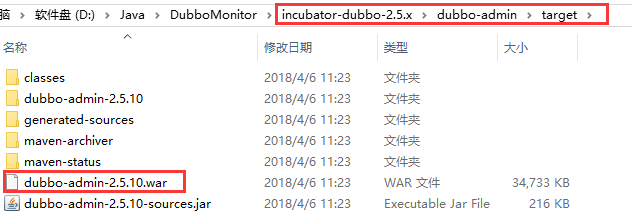 脑 › 软件盘 (D:) › Java › DubboMonitor › incubator-dubbo-2.5.x › dubbo-admin › target ›
名称 修改日期 类型 大小
classes 2018/4/6 11:23 文件夹
dubbo-admin-2.5.10 2018/4/6 11:23 文件夹
generated-sources 2018/4/6 11:23 文件夹
maven-archiver 2018/4/6 11:23 文件夹
maven-status 2018/4/6 11:23 文件夹
dubbo-admin-2.5.10.war 2018/4/6 11:23 WAR 文件 34,733 KB
dubbo-admin-2.5.10-sources.jar 2018/4/6 11:23 Executable Jar File 216 KB